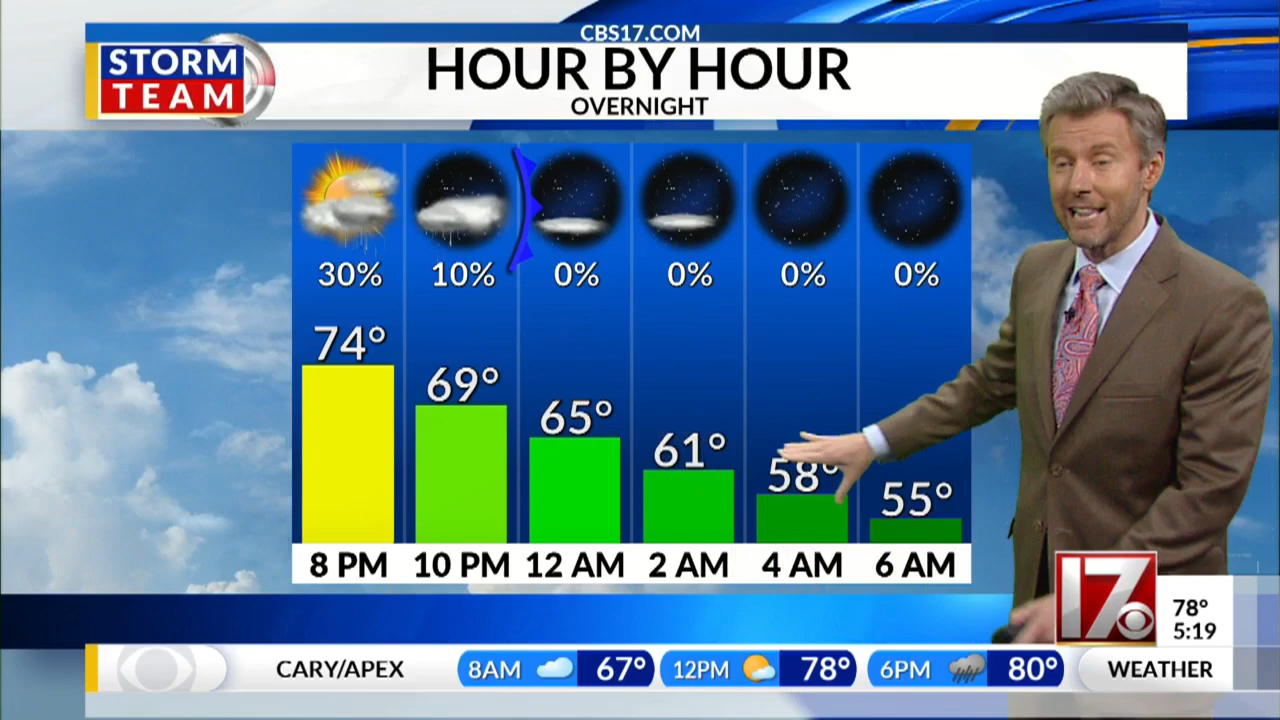 CBS17.COM
STORM
TEAM
HOUR BY HOUR
OVERNIGHT
30% 10% 0% 0% 0% 0%
74° 69° 65° 61° 58° 55°
8 PM 10 PM 12 AM 2 AM 4 AM 6 AM
17
78°
5:19
CARY/APEX 8AM 67° 12PM 78° 6PM 80° WEATHER